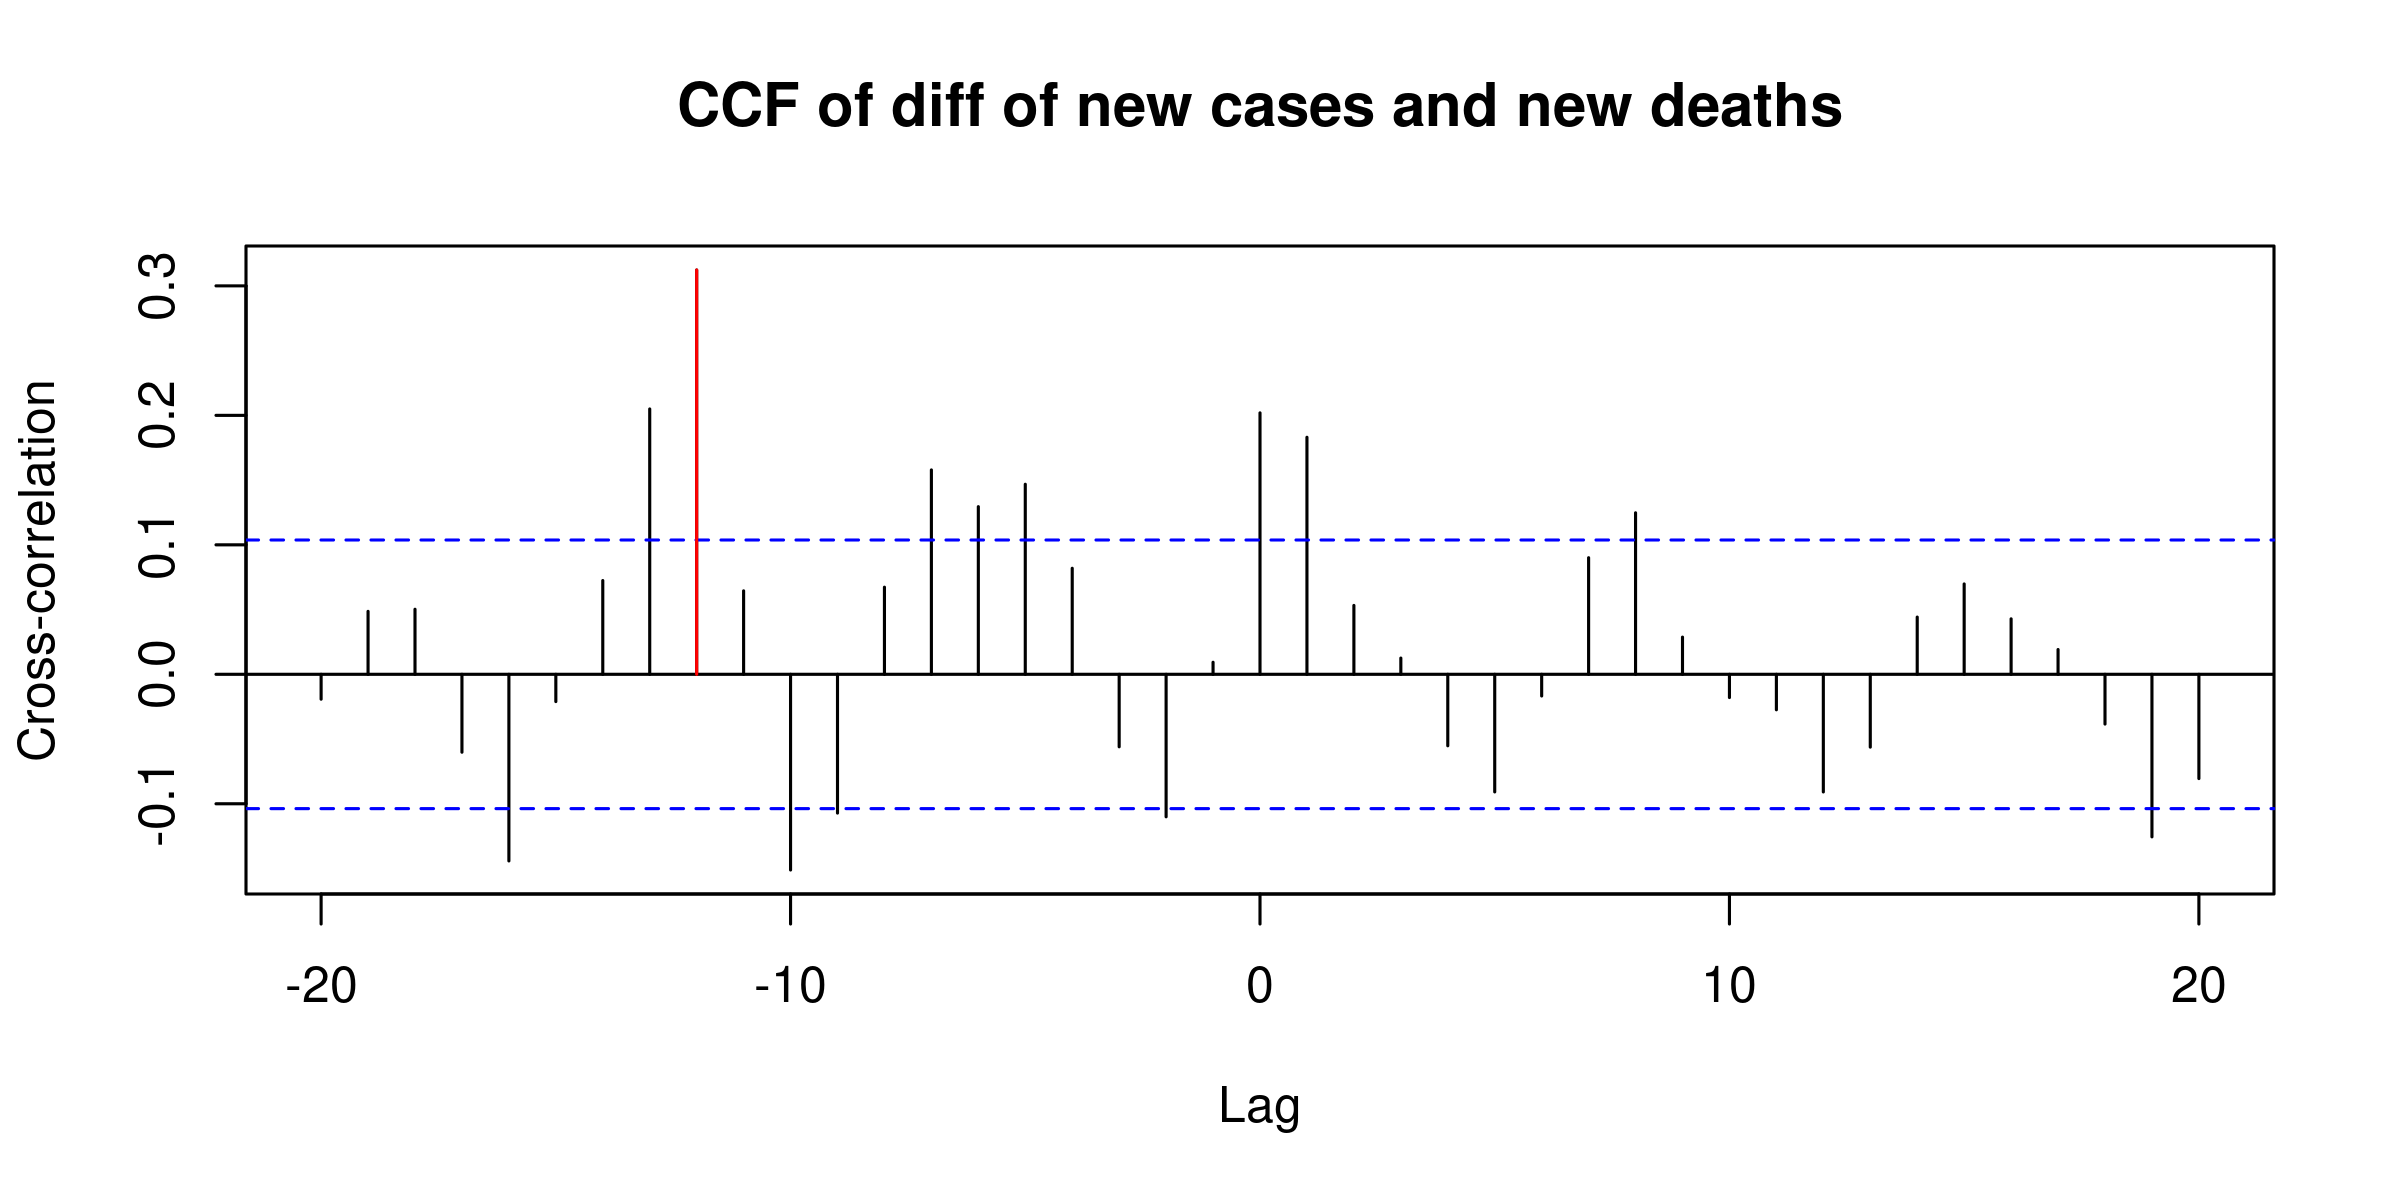 CCF of diff of new cases and new deaths
Cross-correlation
0.3
0.2
0.1
0.0
-0.1
-20 -10 0 10 20
Lag